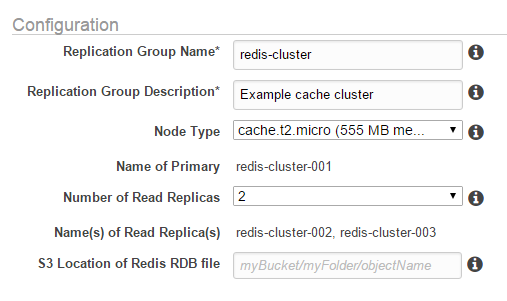 Configuration
Replication Group Name* redis-cluster
Replication Group Description* Example cache cluster
Node Type cache.t2.micro (555 MB me...
Name of Primary redis-cluster-001
Number of Read Replicas 2
Name(s) of Read Replica(s) redis-cluster-002, redis-cluster-003
S3 Location of Redis RDB file myBucket/myFolder/objectName